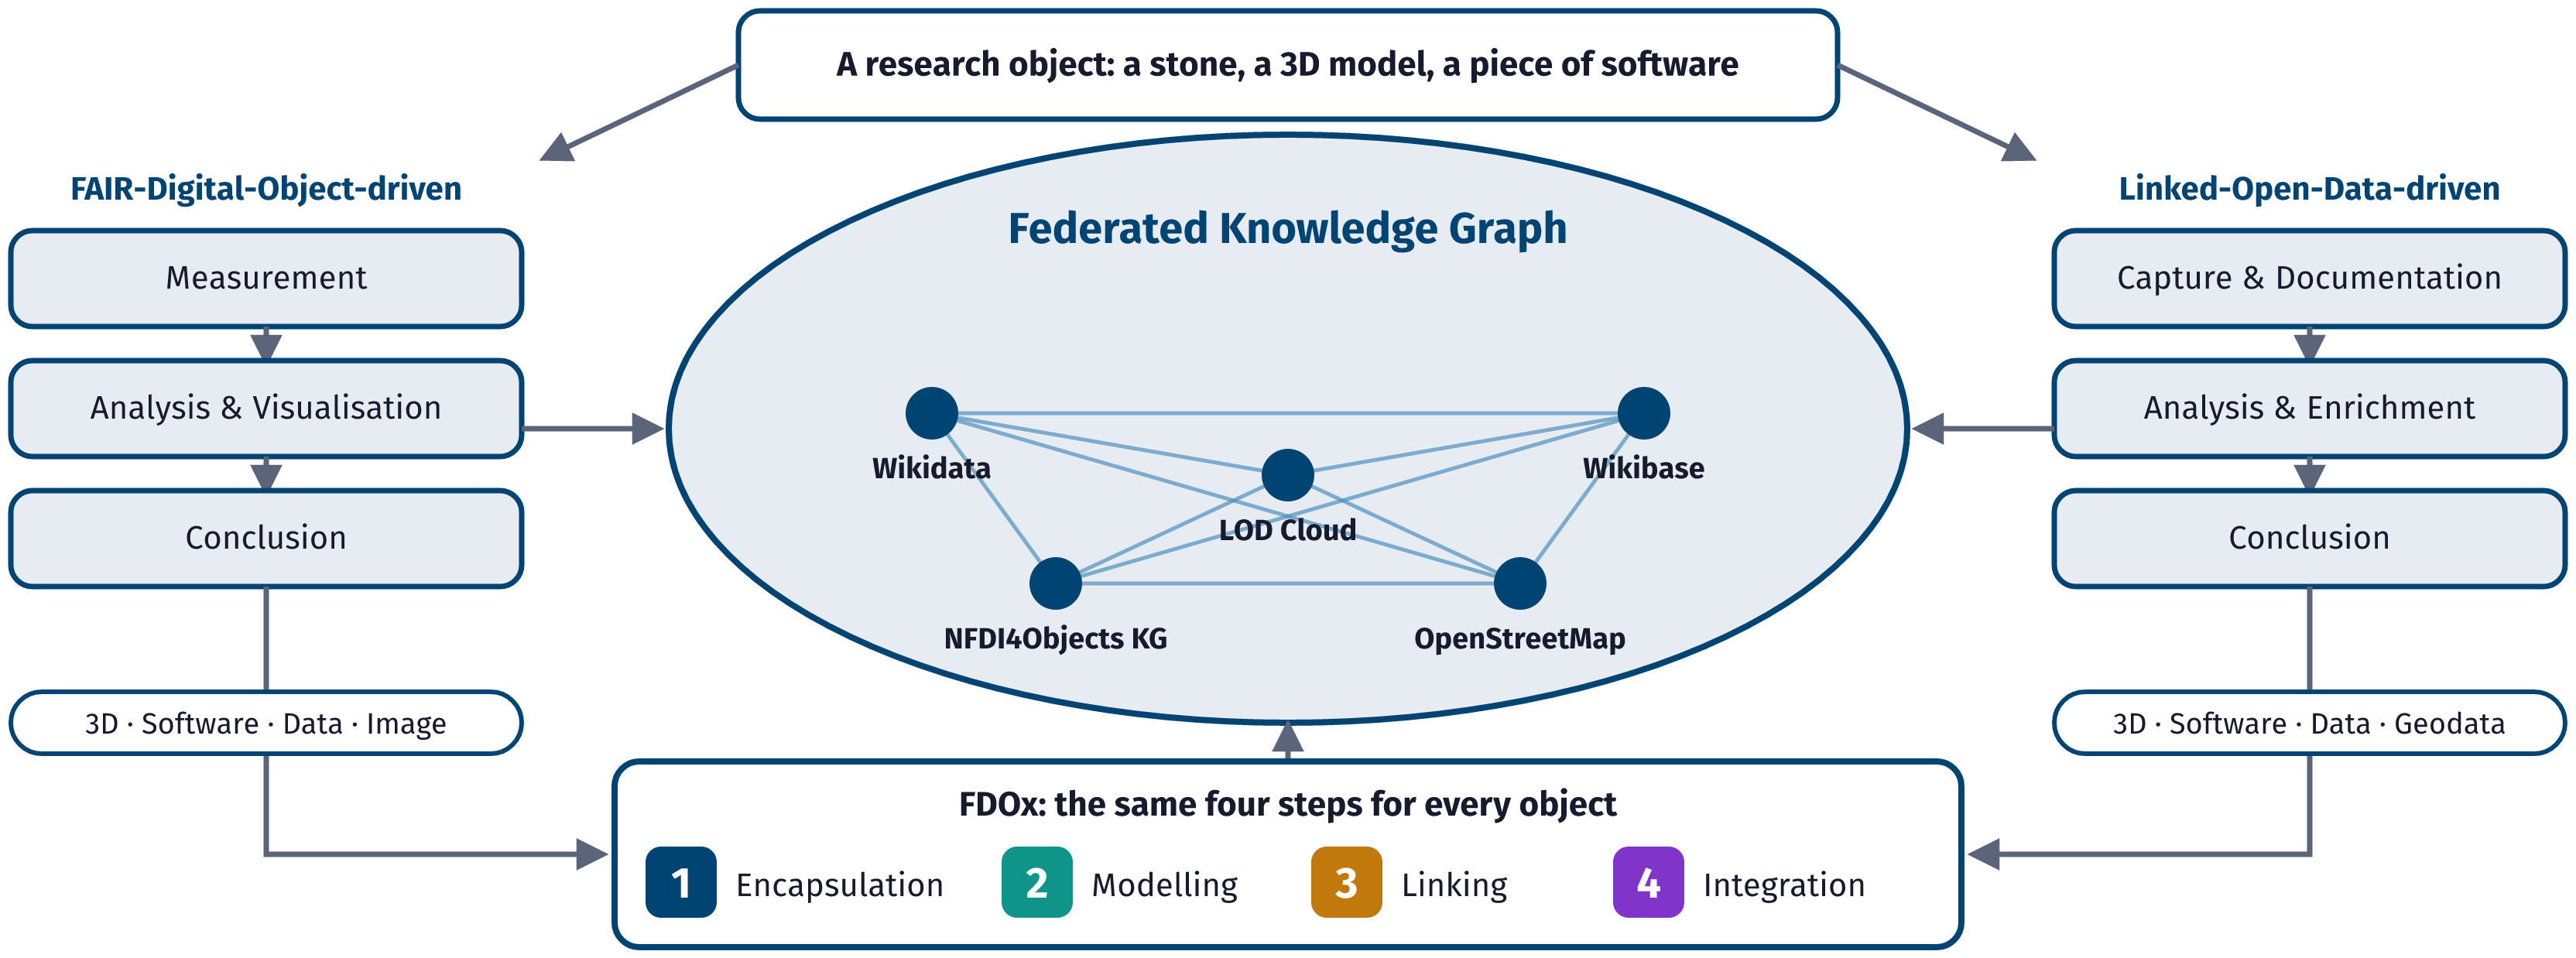 A research object: a stone, a 3D model, a piece of software
FAIR-Digital-Object-driven
Measurement
Analysis & Visualisation
Conclusion
3D · Software · Data · Image
Federated Knowledge Graph
Wikidata
Wikibase
LOD Cloud
NFDI4Objects KG
OpenStreetMap
Linked-Open-Data-driven
Capture & Documentation
Analysis & Enrichment
Conclusion
3D · Software · Data · Geodata
FDOx: the same four steps for every object
1 Encapsulation
2 Modelling
3 Linking
4 Integration